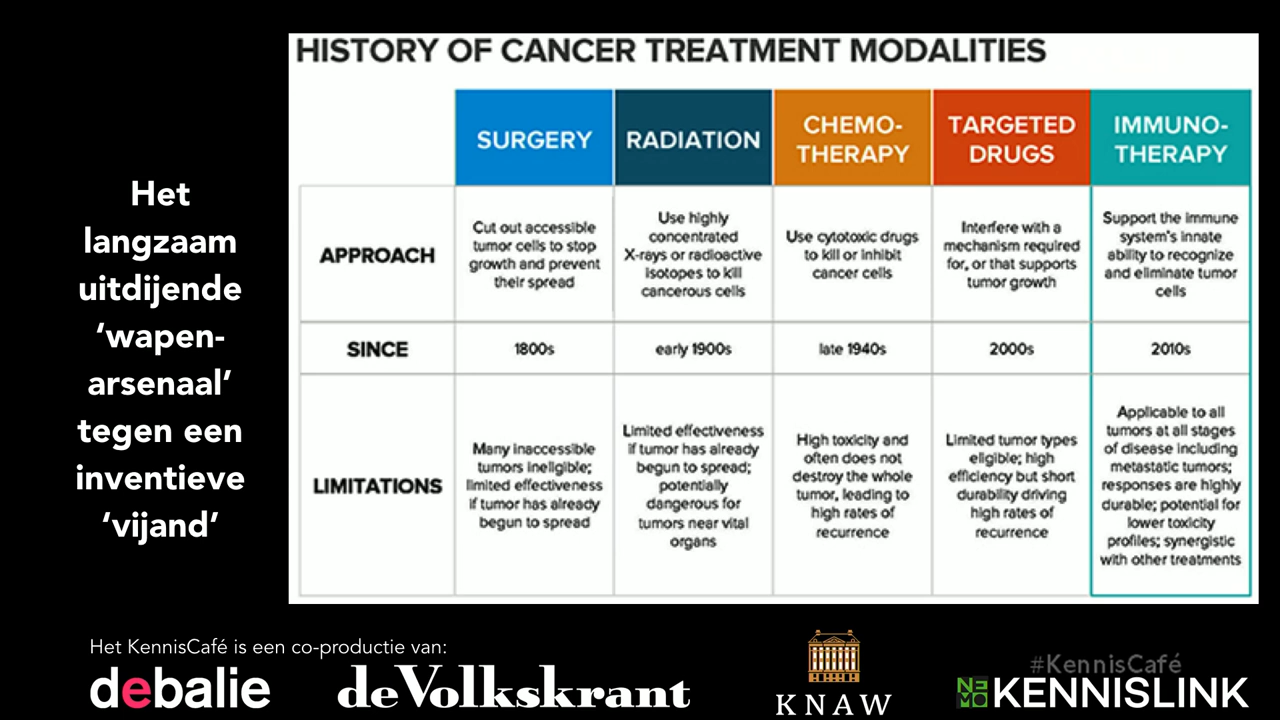 HISTORY OF CANCER TREATMENT MODALITIES
SURGERY
RADIATION
CHEMO-
THERAPY
TARGETED
DRUGS
IMMUNO-
THERAPY
APPROACH
Cut out accessible
tumor cells to stop
growth and prevent
their spread
Use highly
concentrated
X-rays or radioactive
isotopes to kill
cancerous cells
Use cytotoxic drugs
to kill or inhibit
cancer cells
Interfere with a
mechanism required
for, or that supports
tumor growth
Support the immune
system's innate
ability to recognize
and eliminate tumor
cells
SINCE
1800s
early 1900s
late 1940s
2000s
2010s
LIMITATIONS
Many inaccessible
tumors ineligible;
limited effectiveness
if tumor has already
begun to spread
Limited effectiveness
if tumor has already
begun to spread;
potentially
dangerous for
tumors near vital
organs
High toxicity and
often does not
destroy the whole
tumor, leading to
high rates of
recurrence
Limited tumor types
eligible; high
efficiency but short
durability driving
high rates of
recurrence
Applicable to all
tumors at all stages
of disease including
metastatic tumors;
responses are highly
durable; potential for
lower toxicity
profiles; synergistic
with other treatments
Het
langzaam
uitdijende
‘wapen-
arsenaal’
tegen een
inventieve
‘vijand’
Het KennisCafé is een co-productie van:
debalie
deVolkskrant
KNAW
#KennisCafé
NEMO KENNISLINK